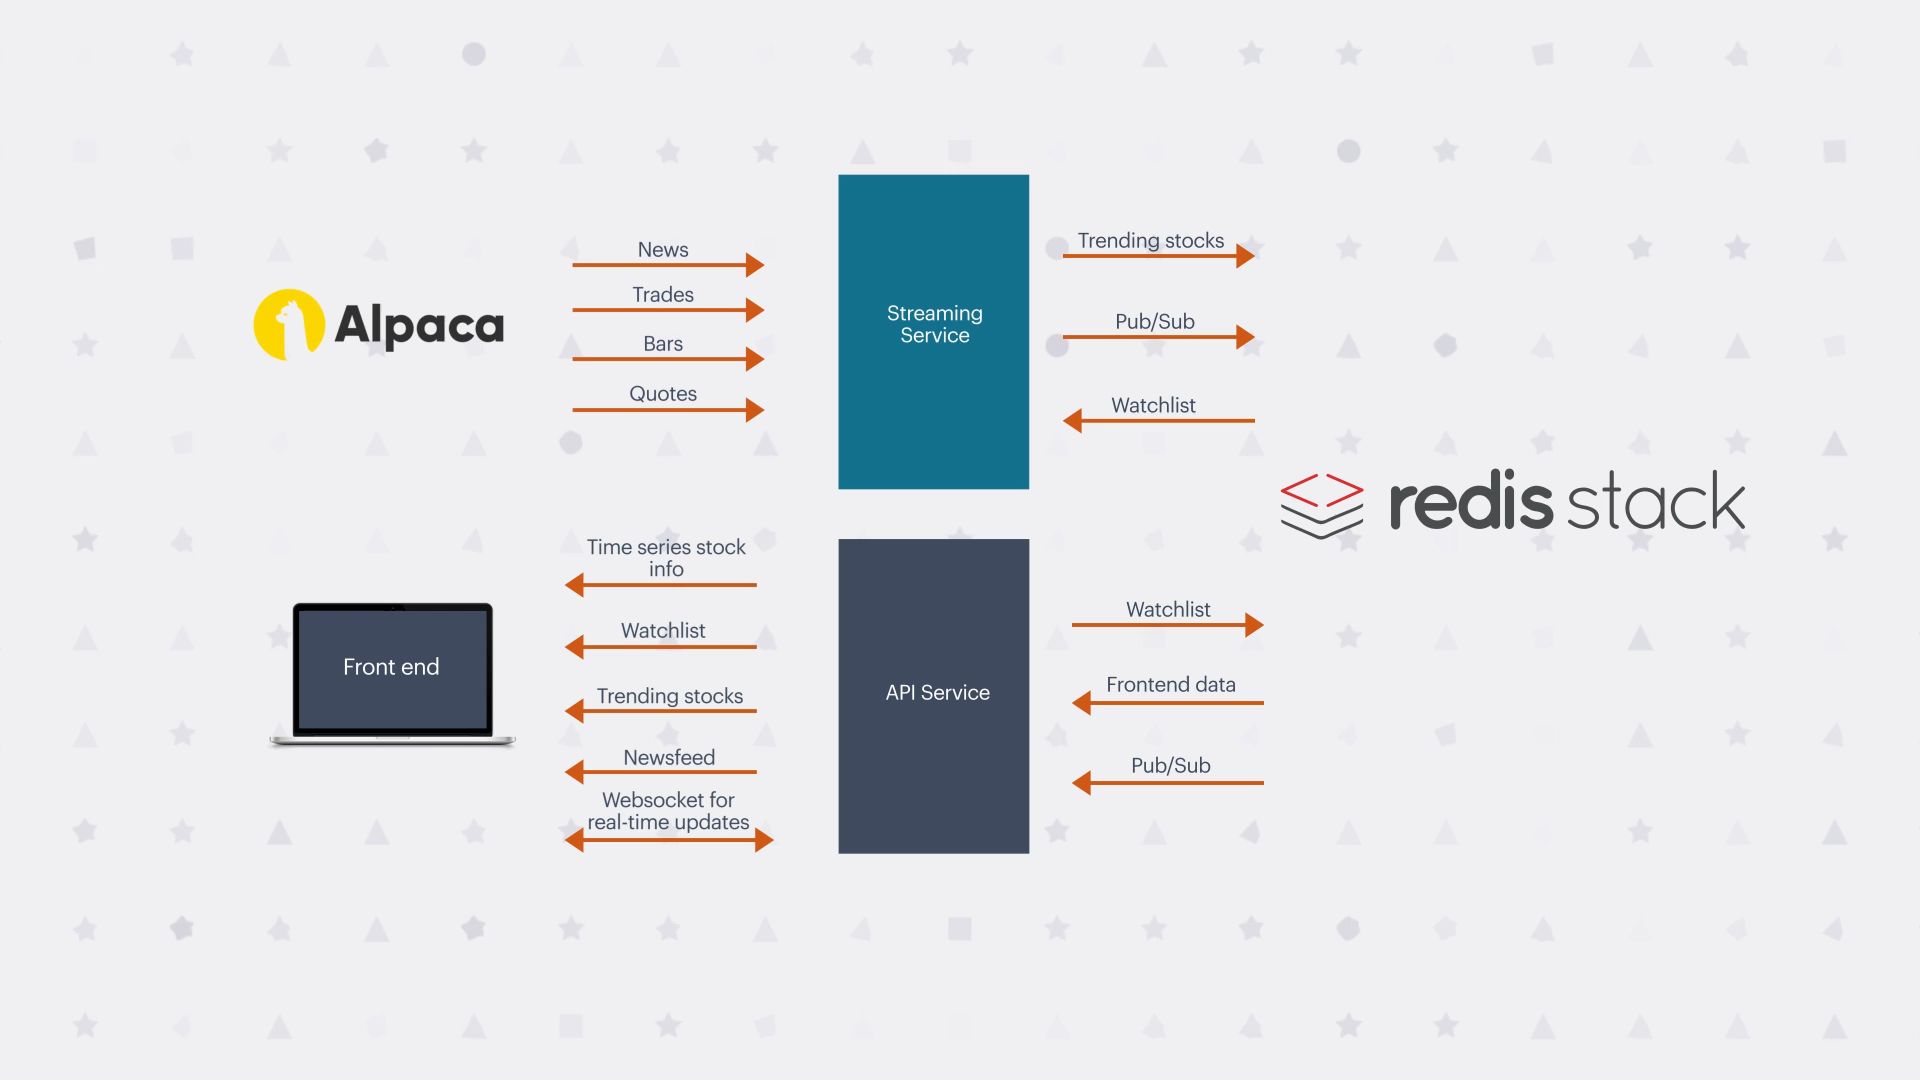 News
Trades
Bars
Quotes
Alpaca
Streaming
Service
Trending stocks
Pub/Sub
Watchlist
redis stack
Time series stock
info
Watchlist
Trending stocks
Newsfeed
Websocket for
real-time updates
Front end
API Service
Watchlist
Frontend data
Pub/Sub